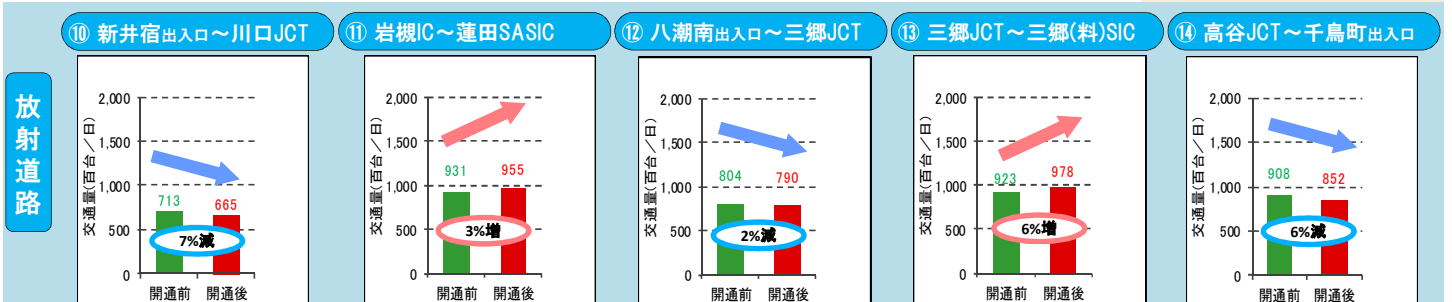 放射道路
⑩ 新井宿出入口～川口JCT
交通量(百台／日)
2,000
1,500
1,000
500
0
713
665
7%減
開通前 開通後
⑪ 岩槻IC～蓮田SASIC
交通量(百台／日)
2,000
1,500
1,000
500
0
931
955
3%増
開通前 開通後
⑫ 八潮南出入口～三郷JCT
交通量(百台／日)
2,000
1,500
1,000
500
0
804
790
2%減
開通前 開通後
⑬ 三郷JCT～三郷(料)SIC
交通量(百台／日)
2,000
1,500
1,000
500
0
923
978
6%増
開通前 開通後
⑭ 高谷JCT～千鳥町出入口
交通量(百台／日)
2,000
1,500
1,000
500
0
908
852
6%減
開通前 開通後